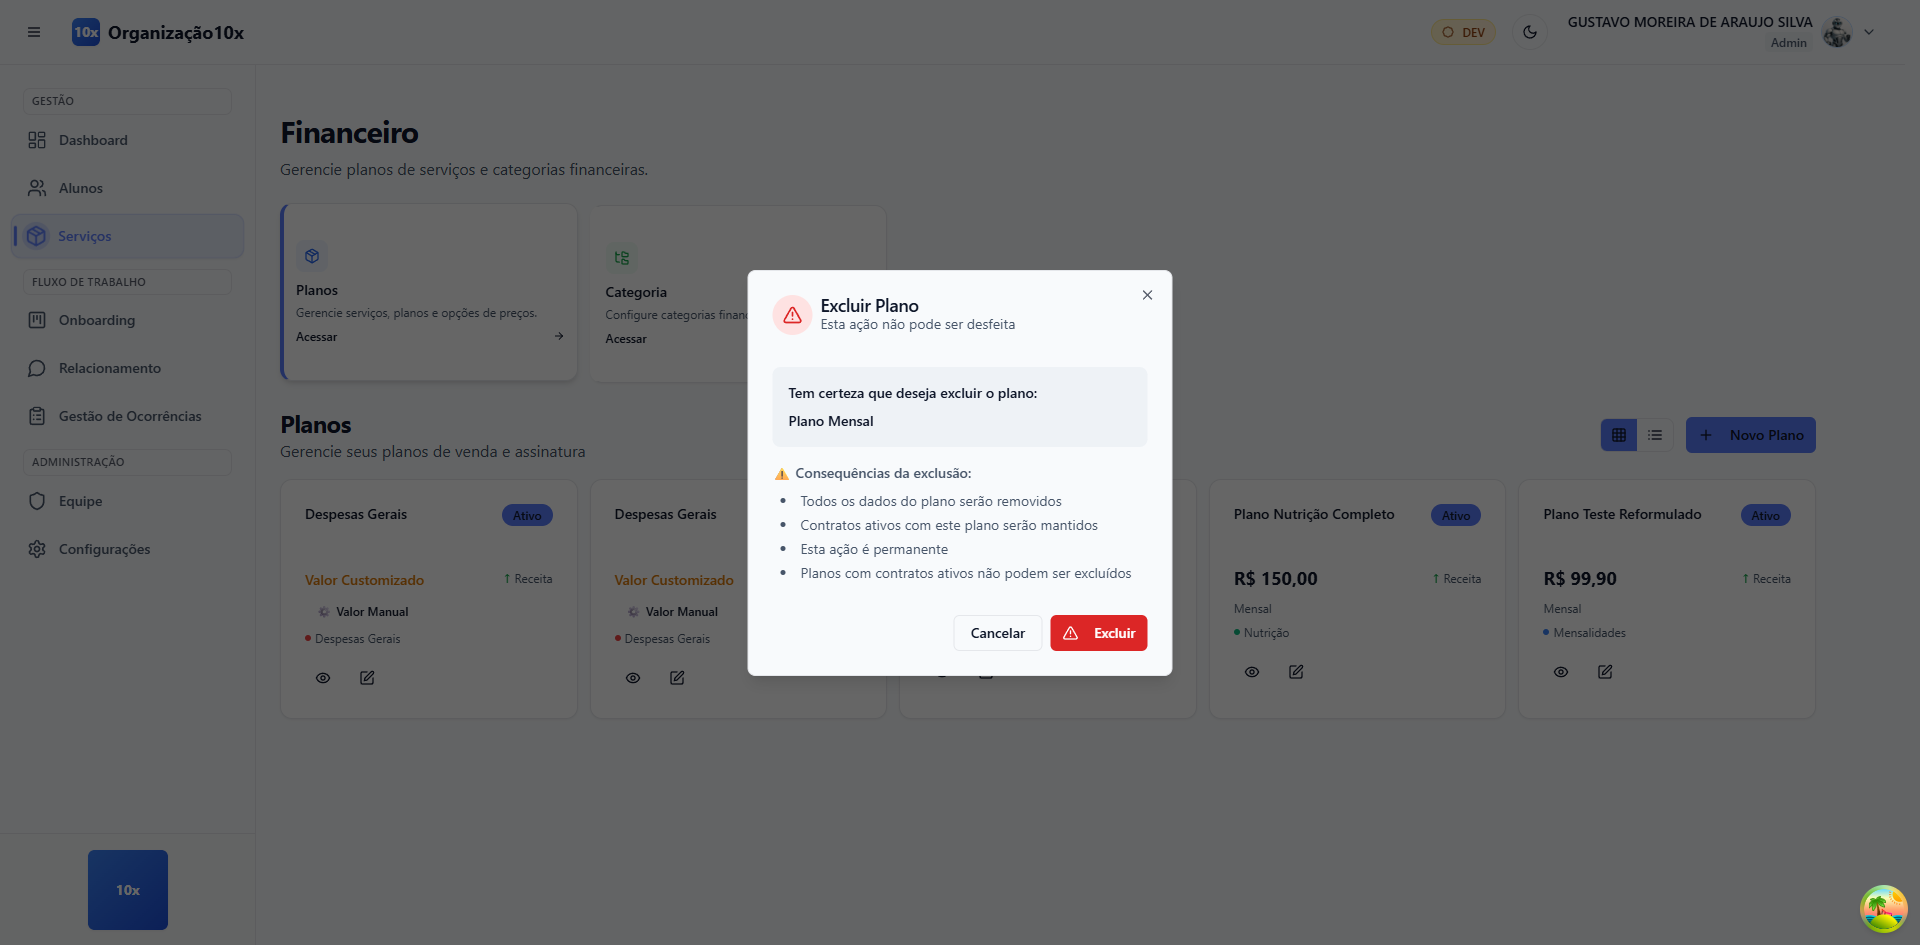 10x Organização10x
DEV
GUSTAVO MOREIRA DE ARAUJO SILVA
Admin
GESTÃO
Dashboard
Alunos
Serviços
FLUXO DE TRABALHO
Onboarding
Relacionamento
Gestão de Ocorrências
ADMINISTRAÇÃO
Equipe
Configurações
10x
Financeiro
Gerencie planos de serviços e categorias financeiras.
Planos
Gerencie serviços, planos e opções de preços.
Acessar
Categoria
Configure categorias
Acessar
Planos
Gerencie seus planos de venda e assinatura
Novo Plano
Despesas Gerais
Ativo
Valor Customizado
↑ Receita
Valor Manual
Despesas Gerais
Despesas Gerais
Valor Customizado
Valor Manual
Despesas Gerais
Plano Nutrição Completo
Ativo
R$ 150,00
↑ Receita
Mensal
Nutrição
Plano Teste Reformulado
Ativo
R$ 99,90
↑ Receita
Mensal
Mensalidades
Excluir Plano
Esta ação não pode ser desfeita
Tem certeza que deseja excluir o plano:
Plano Mensal
⚠️ Consequências da exclusão:
• Todos os dados do plano serão removidos
• Contratos ativos com este plano serão mantidos
• Esta ação é permanente
• Planos com contratos ativos não podem ser excluídos
Cancelar
Excluir